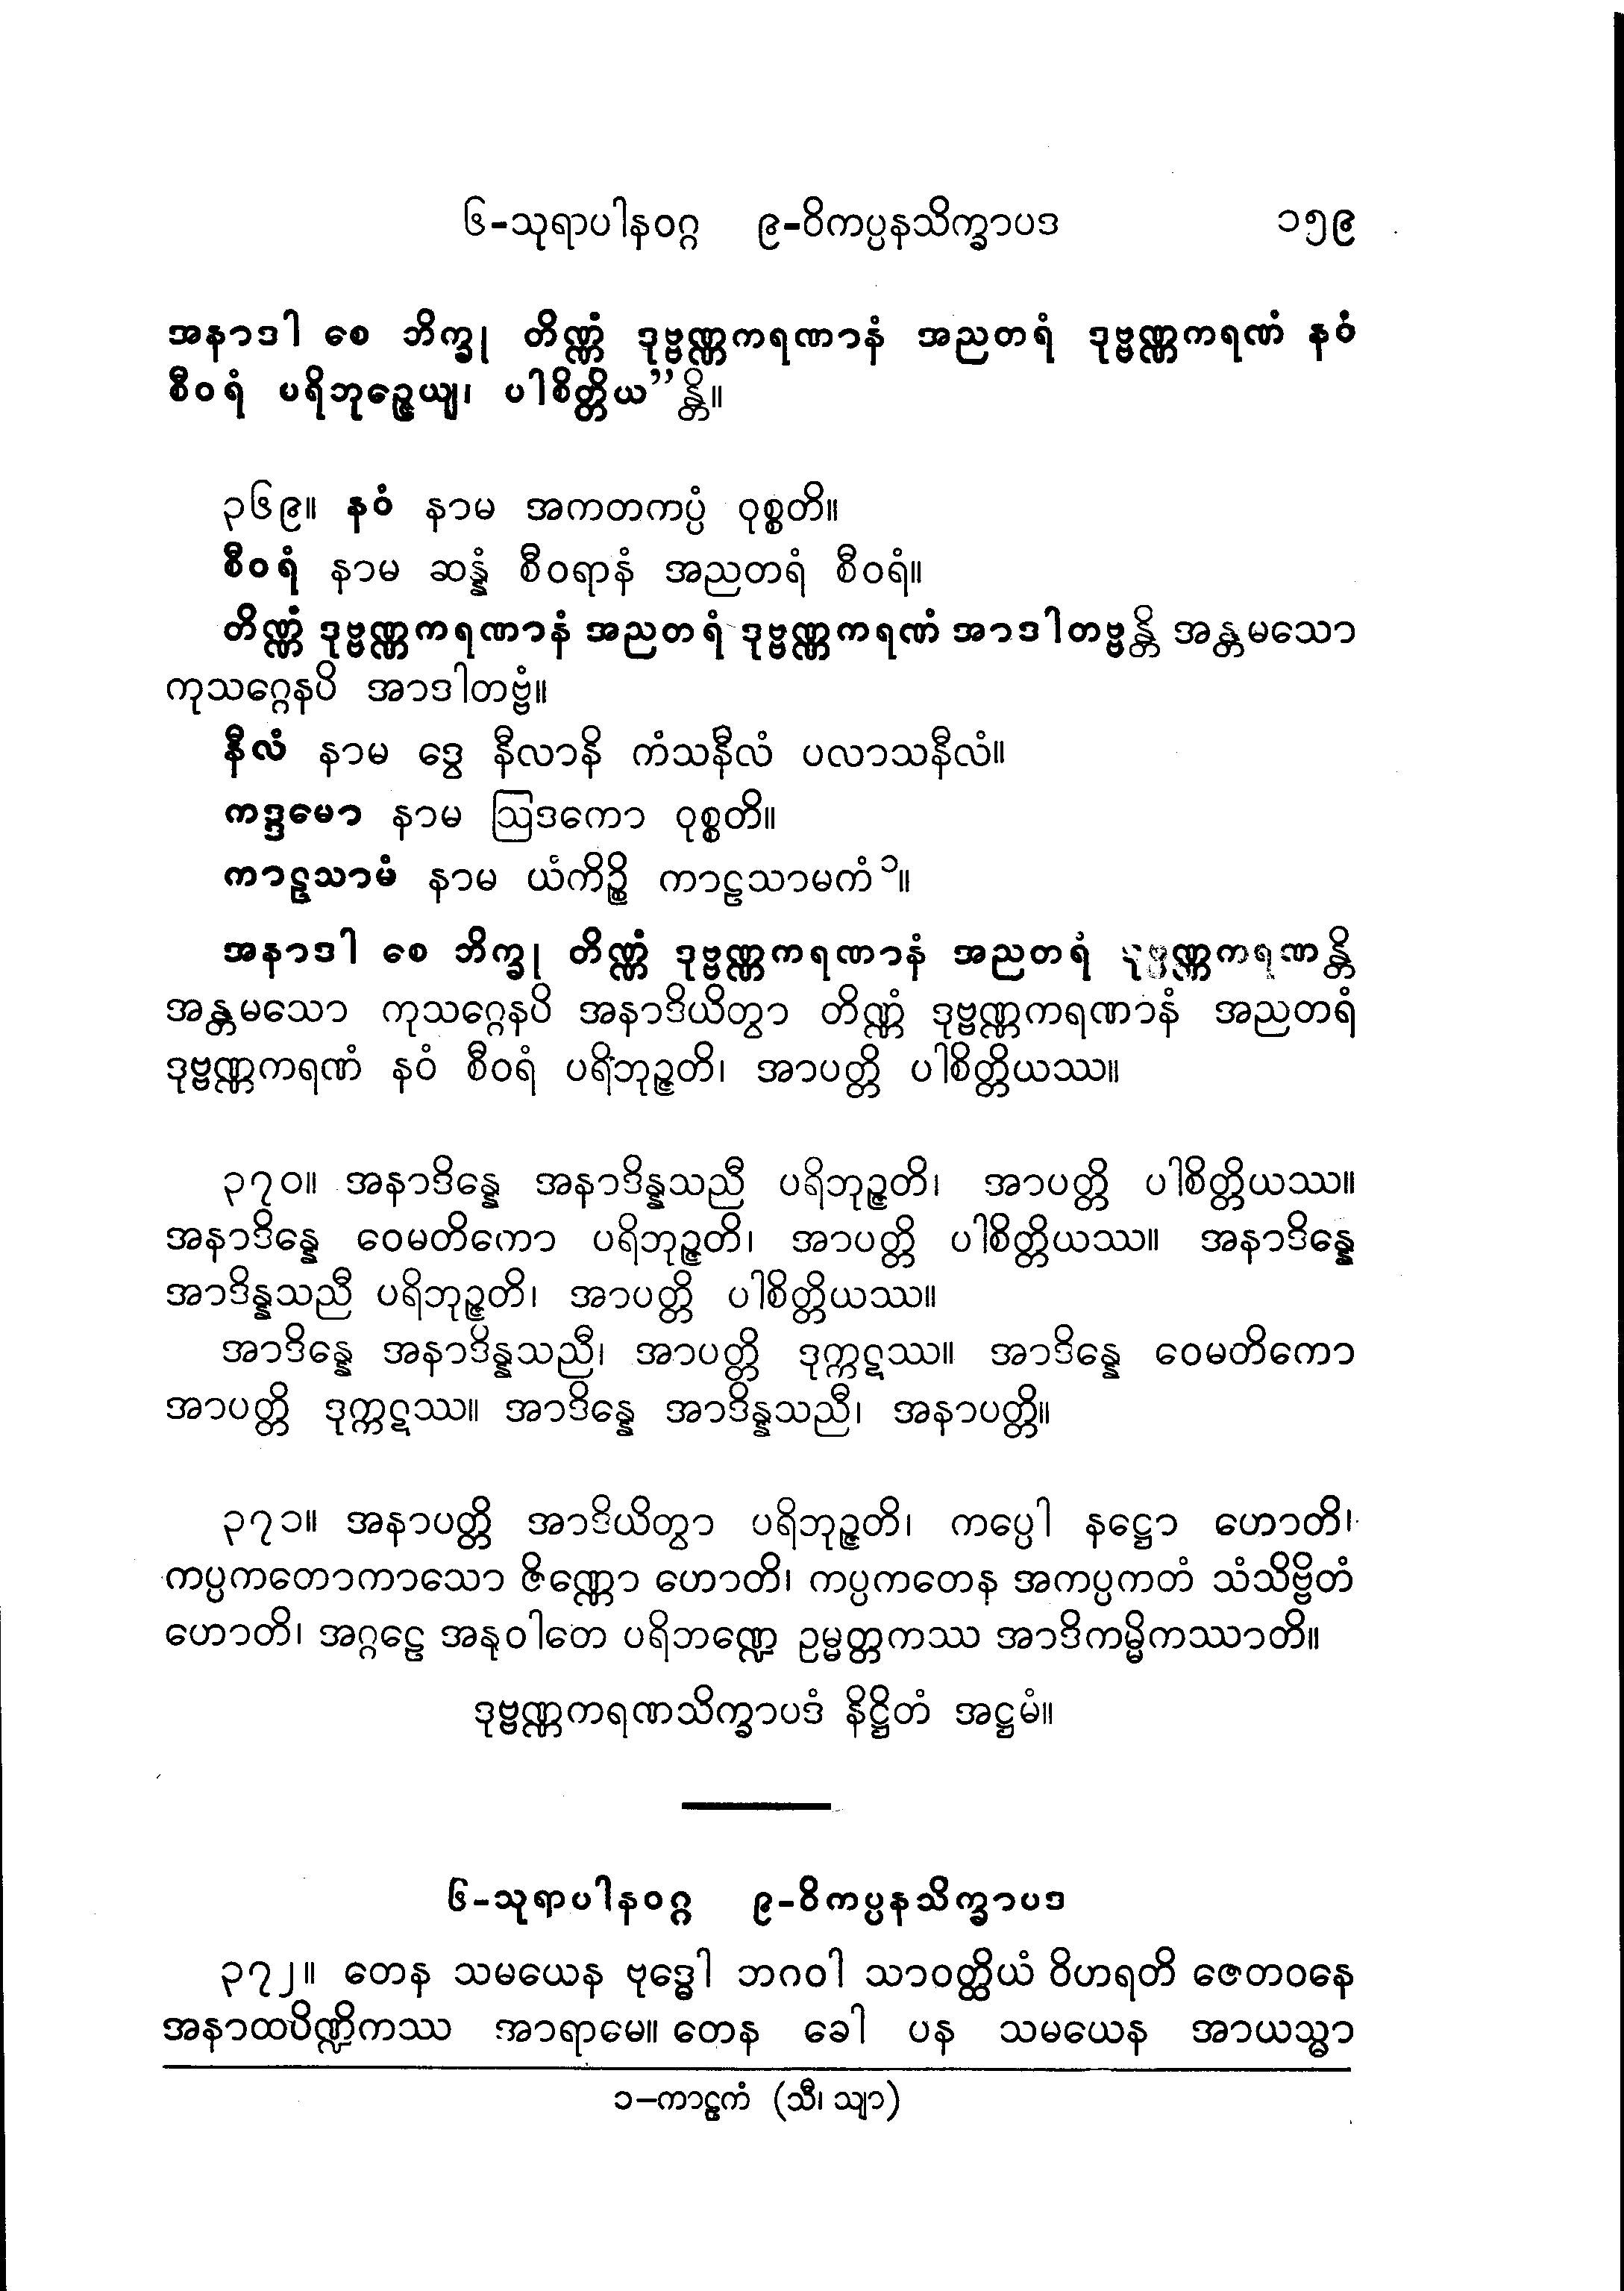 ၆-သုရာပါနဝဂ္ဂ ၉-ဝိကပ္ပနသိက္ခာပဒ ၁၅၉
အနာဒါ စေ ဘိက္ခု တိဏ္ဏံ ဒုဗ္ဗဏ္ဏကရဏာနံ အညတရံ ဒုဗ္ဗဏ္ဏကရဏံ နဝံ
စီဝရံ ပရိဘုဉ္ဇေယျ၊ ပါစိတ္တိယ”န္တိ။
၃၆၉။ နဝံ နာမ အကတကပ္ပံ ဝုစ္စတိ။
စီဝရံ နာမ ဆန္နံ စီဝရာနံ အညတရံ စီဝရံ။
တိဏ္ဏံ ဒုဗ္ဗဏ္ဏကရဏာနံ အညတရံ ဒုဗ္ဗဏ္ဏကရဏံ အာဒါတဗ္ဗန္တိ အန္တမသော
ကုသဂ္ဂေနပိ အာဒါတဗ္ဗံ။
နီလံ နာမ ဒွေ နီလာနိ ကံသနီလံ ပလာသနီလံ။
ကဒ္ဒမော နာမ ဩဒကော ဝုစ္စတိ။
ကာဠသာမံ နာမ ယံကိဉ္စိ ကာဠသာမကံ၁။
အနာဒါ စေ ဘိက္ခု တိဏ္ဏံ ဒုဗ္ဗဏ္ဏကရဏာနံ အညတရံ ဒုဗ္ဗဏ္ဏကရဏန္တိ
အန္တမသော ကုသဂ္ဂေနပိ အနာဒိယိတွာ တိဏ္ဏံ ဒုဗ္ဗဏ္ဏကရဏာနံ အညတရံ
ဒုဗ္ဗဏ္ဏကရဏံ နဝံ စီဝရံ ပရိဘုဉ္ဇတိ၊ အာပတ္တိ ပါစိတ္တိယဿ။
၃၇၀။ အနာဒိန္နေ အနာဒိန္နသညီ ပရိဘုဉ္ဇတိ၊ အာပတ္တိ ပါစိတ္တိယဿ။
အနာဒိန္နေ ဝေမတိကော ပရိဘုဉ္ဇတိ၊ အာပတ္တိ ပါစိတ္တိယဿ။ အနာဒိန္နေ
အာဒိန္နသညီ ပရိဘုဉ္ဇတိ၊ အာပတ္တိ ပါစိတ္တိယဿ။
အာဒိန္နေ အနာဒိန္နသညီ၊ အာပတ္တိ ဒုက္ကဋဿ။ အာဒိန္နေ ဝေမတိကော
အာပတ္တိ ဒုက္ကဋဿ။ အာဒိန္နေ အာဒိန္နသညီ၊ အနာပတ္တိ။
၃၇၁။ အနာပတ္တိ အာဒိယိတွာ ပရိဘုဉ္ဇတိ၊ ကပ္ပေါ နဋ္ဌော ဟောတိ၊
ကပ္ပကတောကာသော ဇိဏ္ဏော ဟောတိ၊ ကပ္ပကတေန အကပ္ပကတံ သံသိဗ္ဗိတံ
ဟောတိ၊ အဂ္ဂဠေ အနုဝါတေ ပရိဘဏ္ဍေ ဥမ္မတ္တကဿ အာဒိကမ္မိကဿာတိ။
ဒုဗ္ဗဏ္ဏကရဏသိက္ခာပဒံ နိဋ္ဌိတံ အဋ္ဌမံ။
၆-သုရာပါနဝဂ္ဂ ၉-ဝိကပ္ပနသိက္ခာပဒ
၃၇၂။ တေန သမယေန ဗုဒ္ဓေါ ဘဂဝါ သာဝတ္ထိယံ ဝိဟရတိ ဇေတဝနေ
အနာထပိဏ္ဍိကဿ အာရာမေ။ တေန ခေါ ပန သမယေန အာယသ္မာ
၁–ကာဠကံ (သီ၊ သျာ)